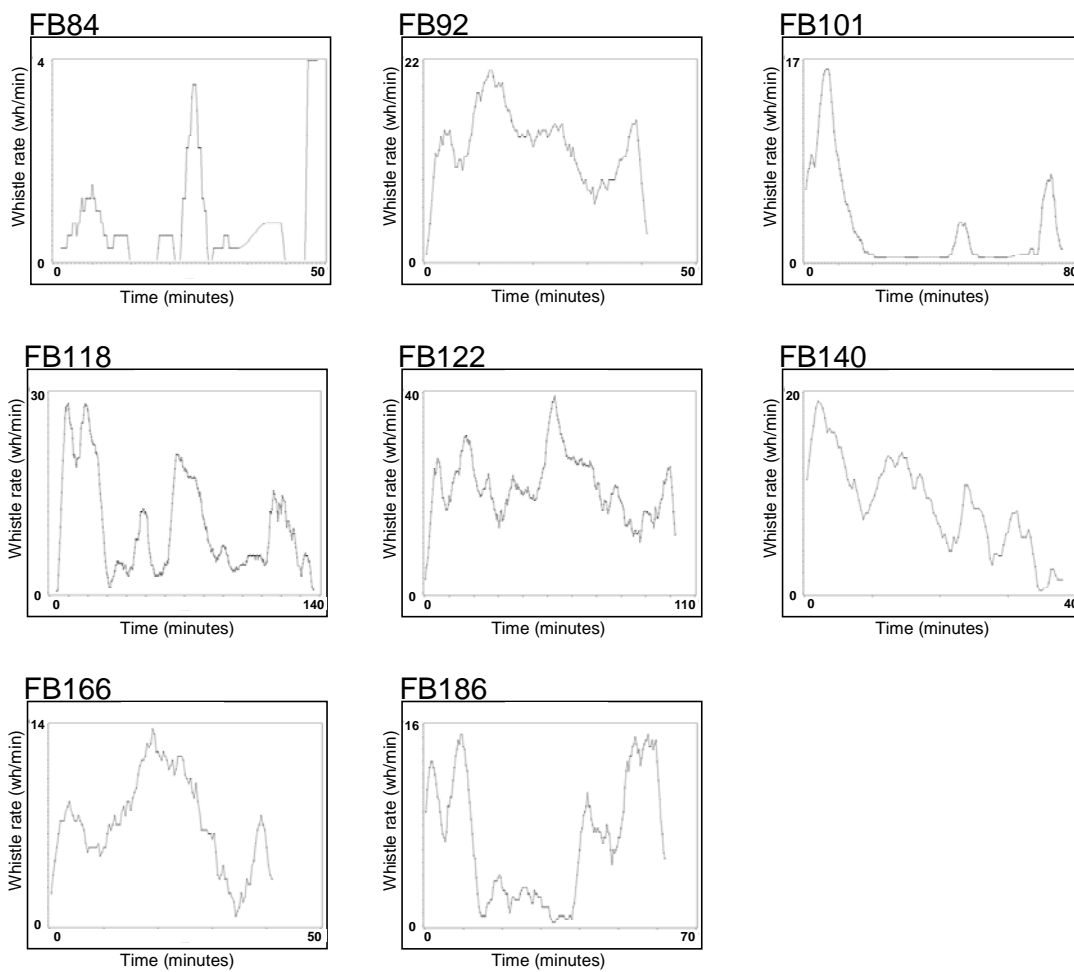 FB84
4
Whistle rate (wh/min)
0
0
50
Time (minutes)
FB92
22
Whistle rate (wh/min)
0
0
50
Time (minutes)
FB101
17
Whistle rate (wh/min)
0
0
80
Time (minutes)
FB118
30
Whistle rate (wh/min)
0
0
140
Time (minutes)
FB122
40
Whistle rate (wh/min)
0
0
110
Time (minutes)
FB140
20
Whistle rate (wh/min)
0
0
40
Time (minutes)
FB166
14
Whistle rate (wh/min)
0
0
50
Time (minutes)
FB186
16
Whistle rate (wh/min)
0
0
70
Time (minutes)